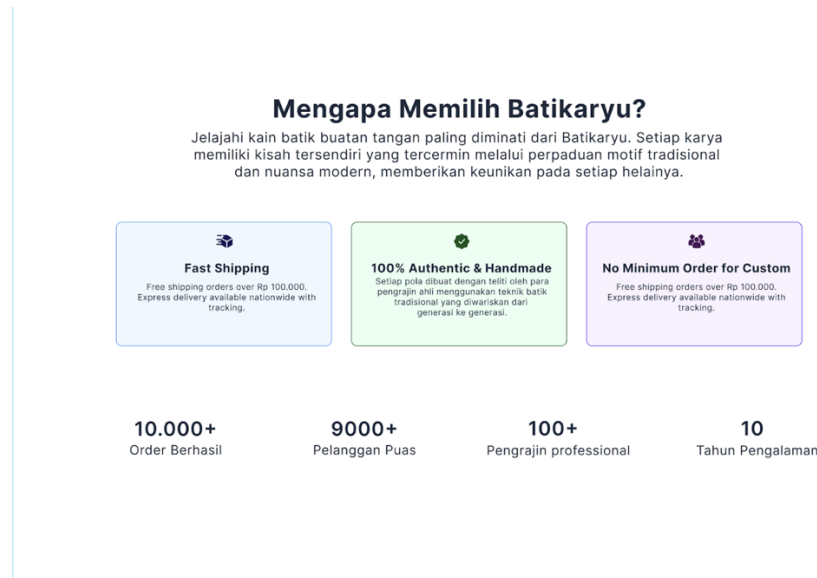 Mengapa Memilih Batikaryu?
Jelajahi kain batik buatan tangan paling diminati dari Batikaryu. Setiap karya
memiliki kisah tersendiri yang tercermin melalui perpaduan motif tradisional
dan nuansa modern, memberikan keunikan pada setiap helainya.
Fast Shipping
Free shipping orders over Rp 100.000.
Express delivery available nationwide with
tracking.
100% Authentic & Handmade
Setiap pola dibuat dengan teliti oleh para
pengrajin ahli menggunakan teknik batik
tradisional yang diwariskan dari
generasi ke generasi.
No Minimum Order for Custom
Free shipping orders over Rp 100.000.
Express delivery available nationwide with
tracking.
10.000+
Order Berhasil
9000+
Pelanggan Puas
100+
Pengrajin professional
10
Tahun Pengalaman